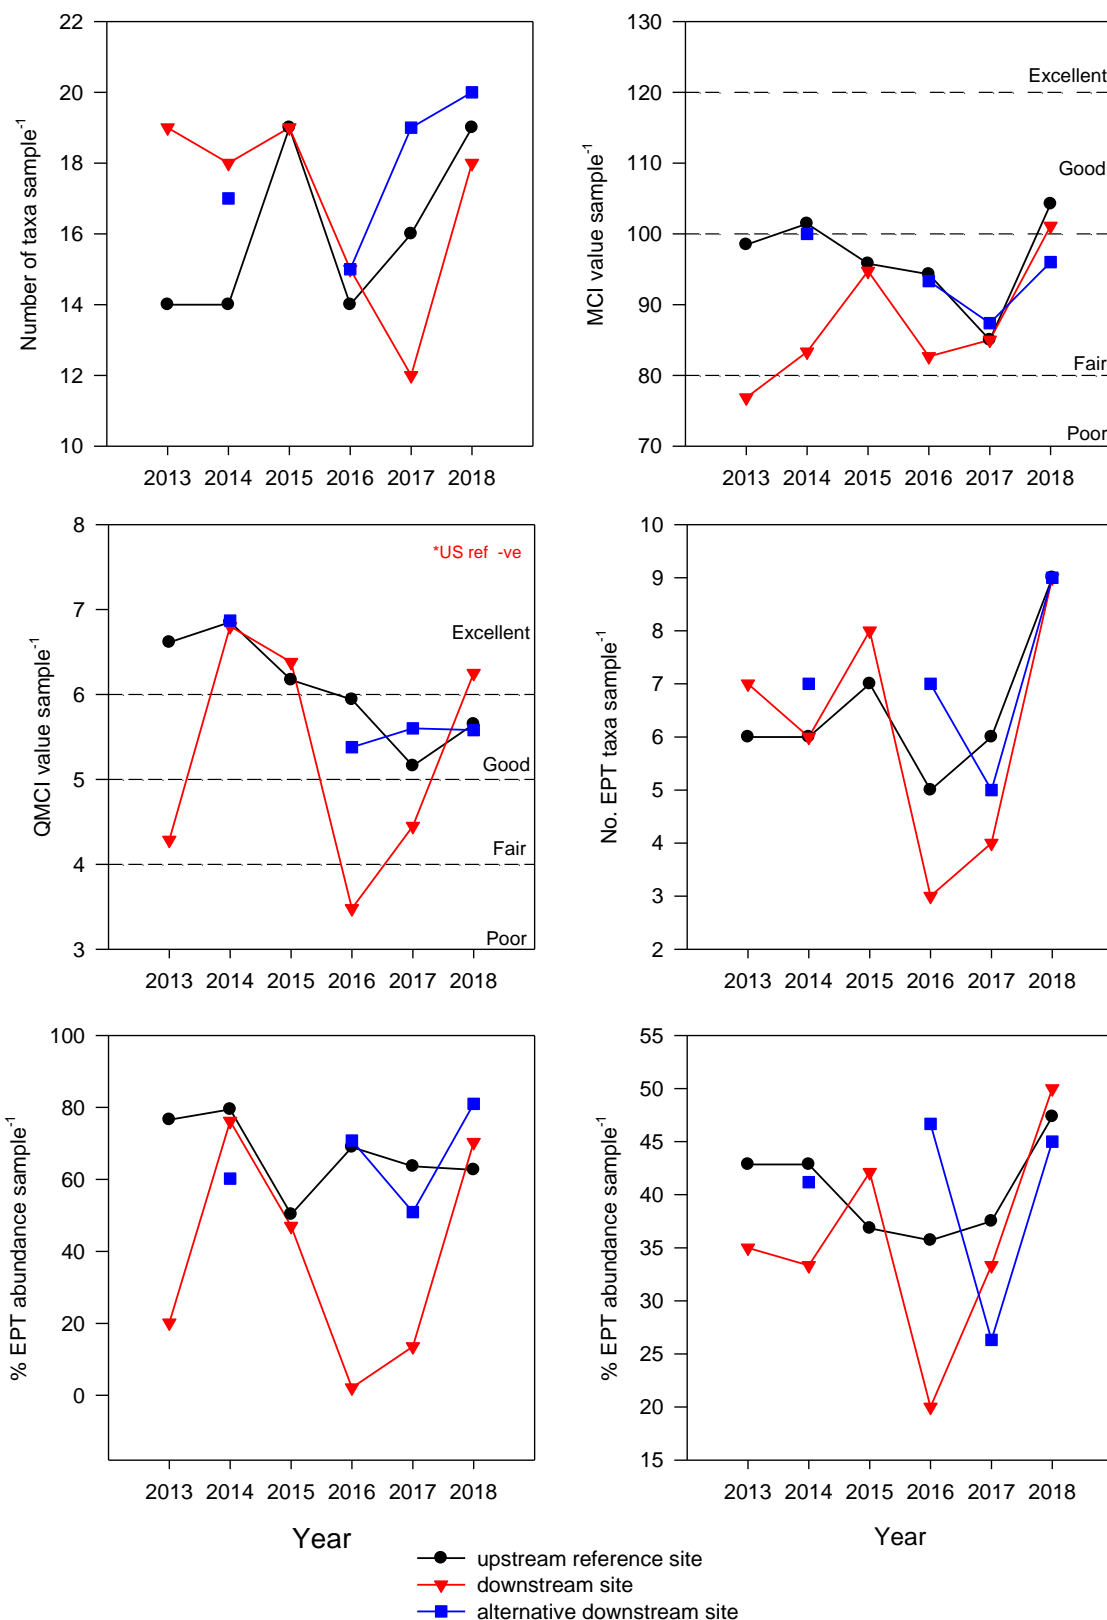 22
20
18
16
14
12
10
Number of taxa sample-1
2013 2014 2015 2016 2017 2018
130
120
110
100
90
80
70
MCI value sample-1
Excellent
Good
Fair
Poor
2013 2014 2015 2016 2017 2018
8
7
6
5
4
3
QMCI value sample-1
*US ref -ve
Excellent
Good
Fair
Poor
2013 2014 2015 2016 2017 2018
10
9
8
7
6
5
4
3
2
No. EPT taxa sample-1
2013 2014 2015 2016 2017 2018
100
80
60
40
20
0
% EPT abundance sample-1
2013 2014 2015 2016 2017 2018
Year
55
50
45
40
35
30
25
20
15
% EPT abundance sample-1
2013 2014 2015 2016 2017 2018
Year
upstream reference site
downstream site
alternative downstream site